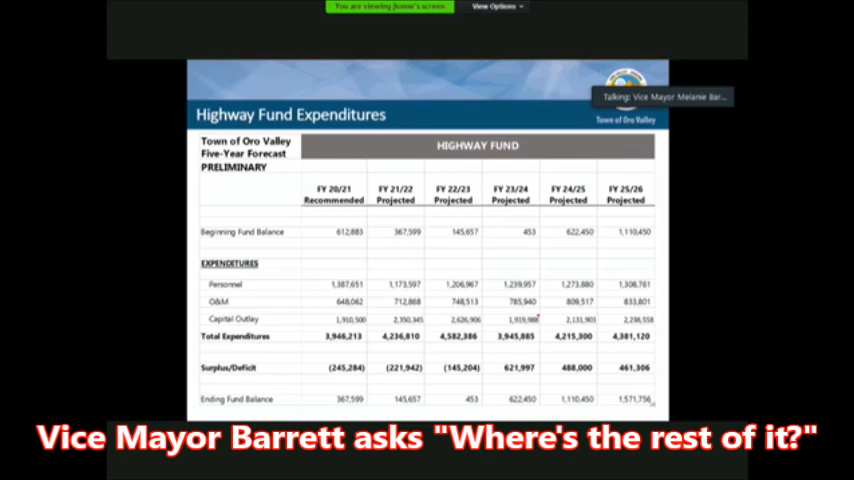 You are viewing jbunne's screen View Options
Talking: Vice Mayor Melanie Bar...
Highway Fund Expenditures
Town of Oro Valley
Town of Oro Valley HIGHWAY FUND
Five-Year Forecast
PRELIMINARY
FY 20/21 FY 21/22 FY 22/23 FY 23/24 FY 24/25 FY 25/26
Recommended Projected Projected Projected Projected Projected
Beginning Fund Balance 612,883 367,599 145,657 453 622,450 1,110,450
EXPENDITURES
Personnel 1,387,651 1,173,597 1,206,967 1,239,957 1,273,880 1,308,761
O&M 648,062 712,868 748,513 785,940 809,517 833,801
Capital Outlay 1,910,500 2,350,345 2,626,906 1,919,988 2,131,903 2,238,558
Total Expenditures 3,946,213 4,236,810 4,582,386 3,945,885 4,215,300 4,381,120
Surplus/Deficit (245,284) (221,942) (145,204) 621,997 488,000 461,306
Ending Fund Balance 367,599 145,657 453 622,450 1,110,450 1,571,756
Vice Mayor Barrett asks "Where's the rest of it?"